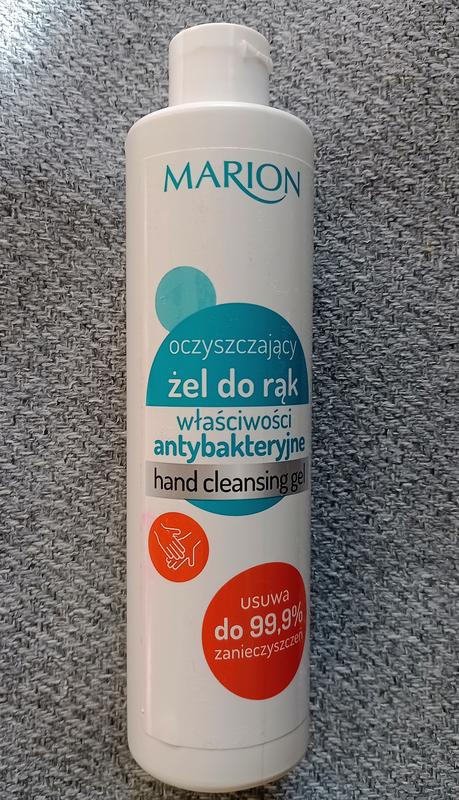 MARION
oczyszczający
żel do rąk
właściwości
antybakteryjne
hand cleansing gel
usuwa
do 99,9%
zanieczyszczeń